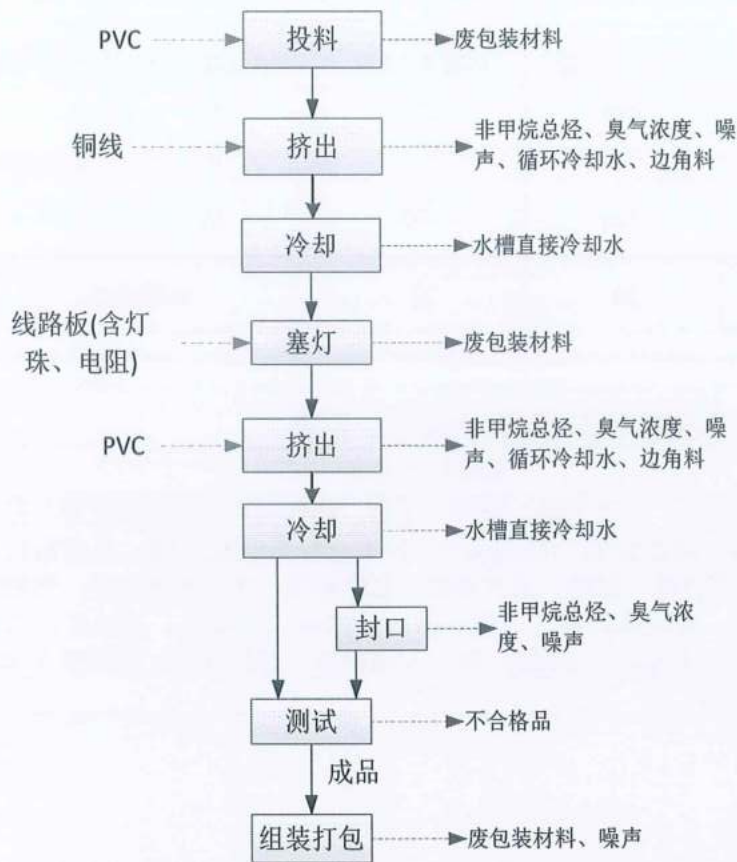 PVC
投料
废包装材料
铜线
挤出
非甲烷总烃、臭气浓度、噪
声、循环冷却水、边角料
冷却
水槽直接冷却水
线路板(含灯
珠、电阻)
塞灯
废包装材料
PVC
挤出
非甲烷总烃、臭气浓度、噪
声、循环冷却水、边角料
冷却
水槽直接冷却水
封口
非甲烷总烃、臭气浓
度、噪声
测试
不合格品
成品
组装打包
废包装材料、噪声